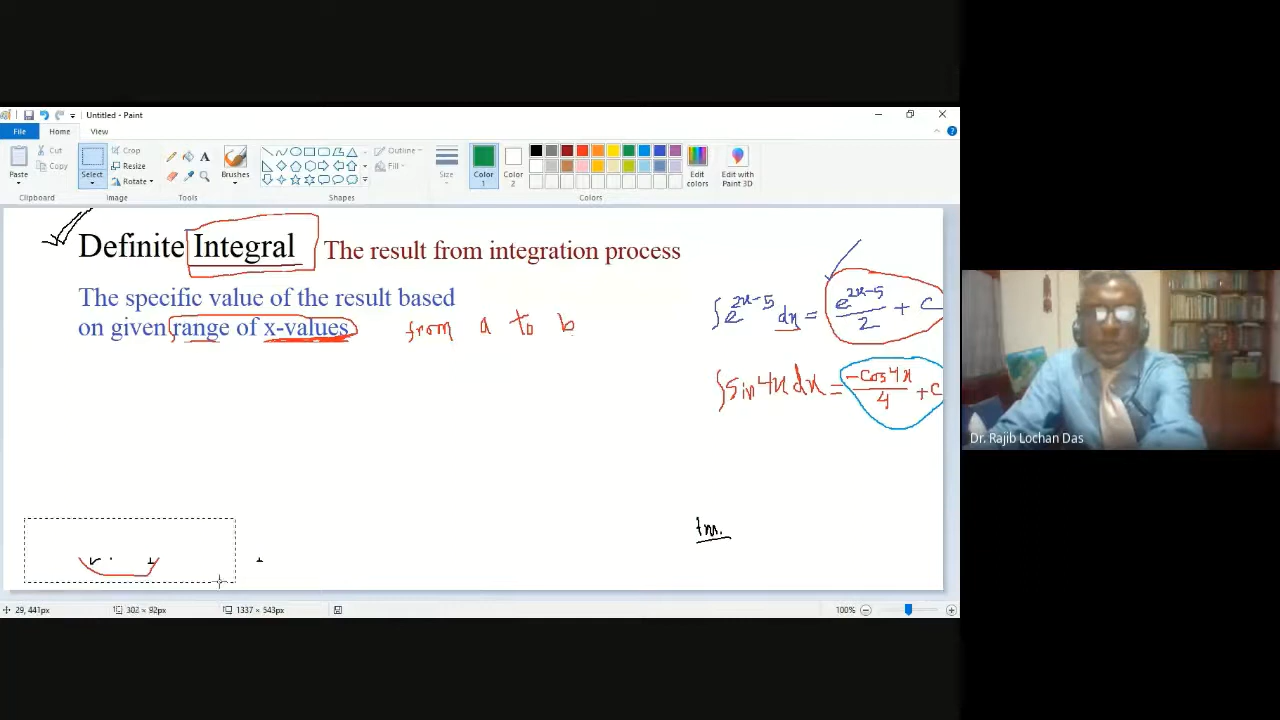 Untitled - Paint
File Home View
Paste
Cut
Copy
Clipboard
Select
Crop
Resize
Rotate
Image
A
Tools
Brushes
Shapes
Outline
Fill
Size
Color 1
Color 2
Edit colors
Edit with Paint 3D
Colors
Definite Integral The result from integration process
The specific value of the result based
on given range of x-values from a to b
∫e^{2x-5} dx = e^{2x-5}/2 + c
∫sin 4x dx = -cos 4x/4 + c
29, 441px 302 × 92px 1337 × 543px 100%
Dr. Rajib Lochan Das